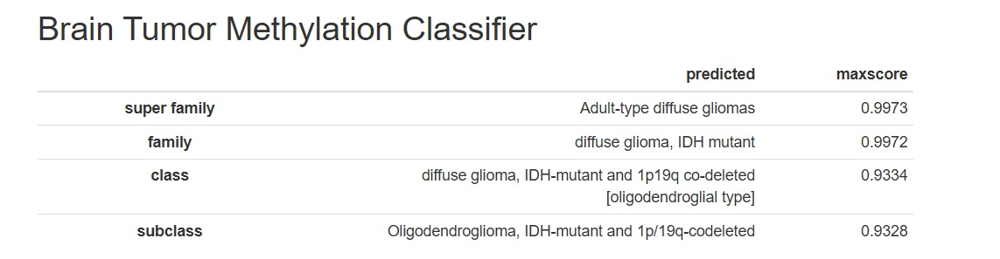 Brain Tumor Methylation Classifier
predicted maxscore
super family Adult-type diffuse gliomas 0.9973
family diffuse glioma, IDH mutant 0.9972
class diffuse glioma, IDH-mutant and 1p19q co-deleted 0.9334
[oligodendroglial type]
subclass Oligodendroglioma, IDH-mutant and 1p/19q-codeleted 0.9328